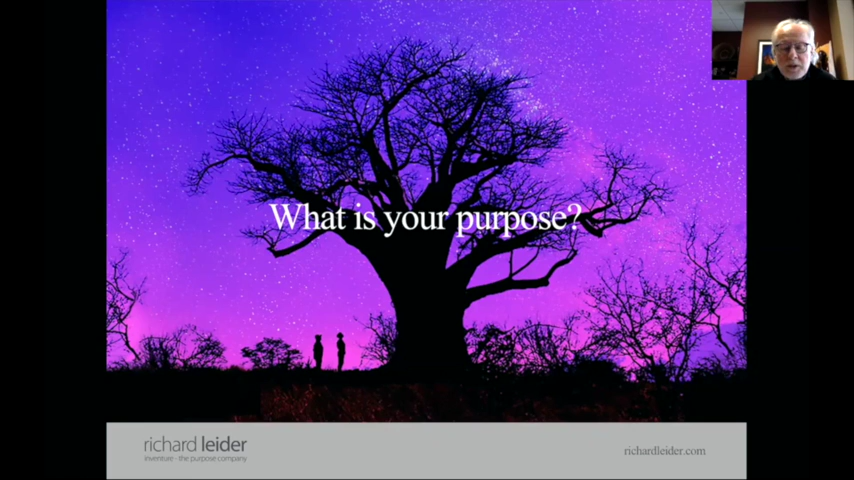 What is your purpose?
richard leider
inventure - the purpose company
richardleider.com